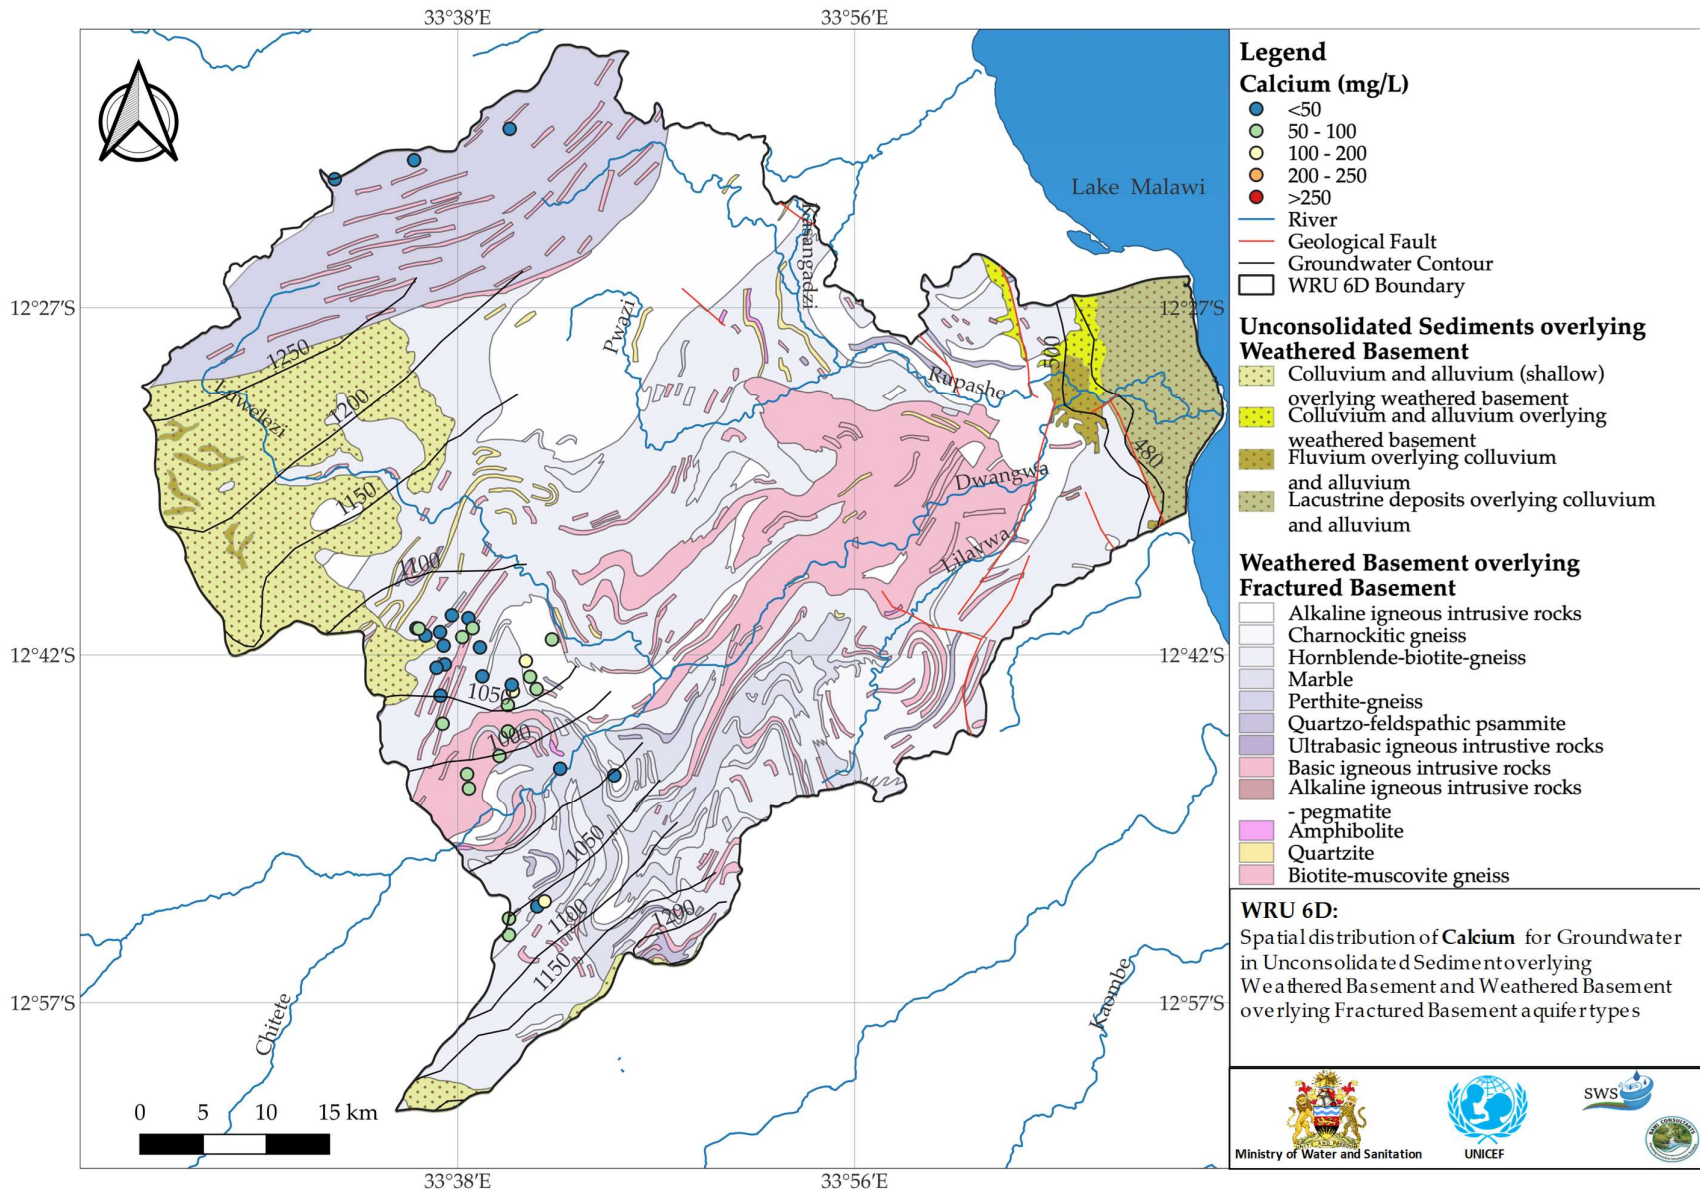 33°38′E
33°56′E
Lake Malawi
Kasangadzi
12°27′S
12°27′S
Pwazi
500
1250
Rupashe
Luwelezi
1200
480
Dwangwa
1150
Lilavwa
1100
12°42′S
12°42′S
1050
1000
1050
1100
1200
1150
12°57′S
12°57′S
Chitete
Kaombe
0 5 10 15 km
33°38′E
33°56′E
Legend
Calcium (mg/L)
<50
50 - 100
100 - 200
200 - 250
>250
River
Geological Fault
Groundwater Contour
WRU 6D Boundary
Unconsolidated Sediments overlying
Weathered Basement
Colluvium and alluvium (shallow)
overlying weathered basement
Colluvium and alluvium overlying
weathered basement
Fluvium overlying colluvium
and alluvium
Lacustrine deposits overlying colluvium
and alluvium
Weathered Basement overlying
Fractured Basement
Alkaline igneous intrusive rocks
Charnockitic gneiss
Hornblende-biotite-gneiss
Marble
Perthite-gneiss
Quartzo-feldspathic psammite
Ultrabasic igneous intrustive rocks
Basic igneous intrusive rocks
Alkaline igneous intrusive rocks
- pegmatite
Amphibolite
Quartzite
Biotite-muscovite gneiss
WRU 6D:
Spatial distribution of Calcium for Groundwater
in Unconsolidated Sediment overlying
Weathered Basement and Weathered Basement
overlying Fractured Basement aquifer types
Ministry of Water and Sanitation
UNICEF
SWS